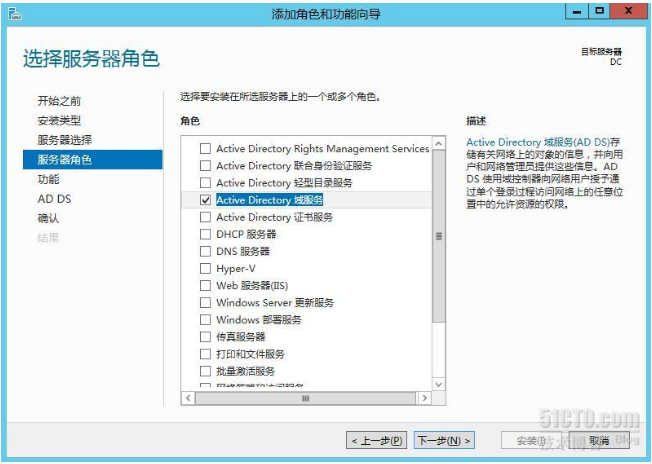 添加角色和功能向导
选择服务器角色
目标服务器
DC
开始之前
安装类型
服务器选择
服务器角色
功能
AD DS
确认
结果
选择要安装在所选服务器上的一个或多个角色。
角色
Active Directory Rights Management Services
Active Directory 联合身份验证服务
Active Directory 轻型目录服务
Active Directory 域服务
Active Directory 证书服务
DHCP 服务器
DNS 服务器
Hyper-V
Web 服务器(IIS)
Windows Server 更新服务
Windows 部署服务
传真服务器
打印和文件服务
批量激活服务
网络策略和访问服务
描述
Active Directory 域服务(AD DS)存
储有关网络上的对象的信息，并向用
户和网络管理员提供这些信息。AD
DS 使用域控制器向网络用户授予通
过单个登录过程访问网络上的任意位
置中的允许资源的权限。
< 上一步(P)
下一步(N) >
安装(I)
取消
51CTO.com
技术博客 Blog